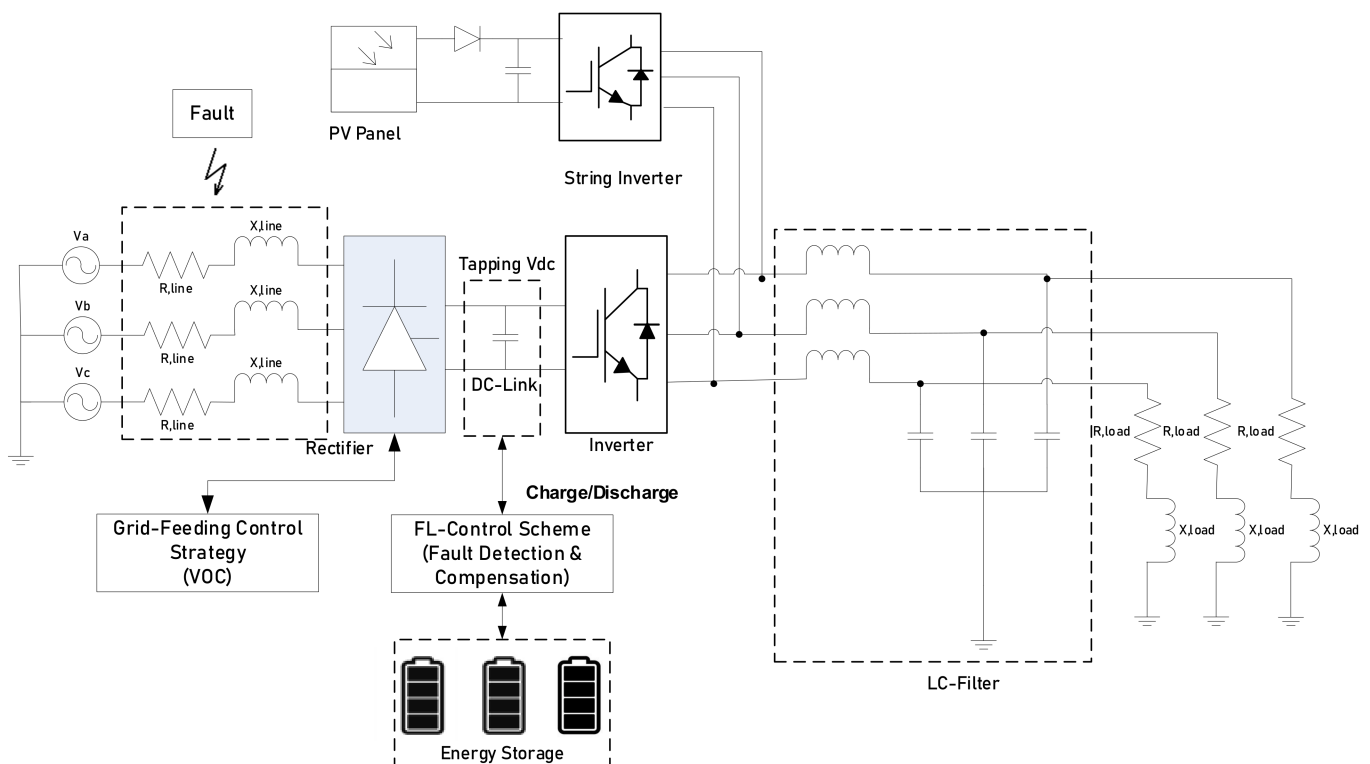 PV Panel
Fault
String Inverter
Va
R,line
X,line
Vb
R,line
X,line
Vc
R,line
X,line
Rectifier
Tapping Vdc
DC-Link
Inverter
Charge/Discharge
Grid-Feeding Control
Strategy
(VOC)
FL-Control Scheme
(Fault Detection &
Compensation)
Energy Storage
LC-Filter
R,load
R,load
R,load
X,load
X,load
X,load